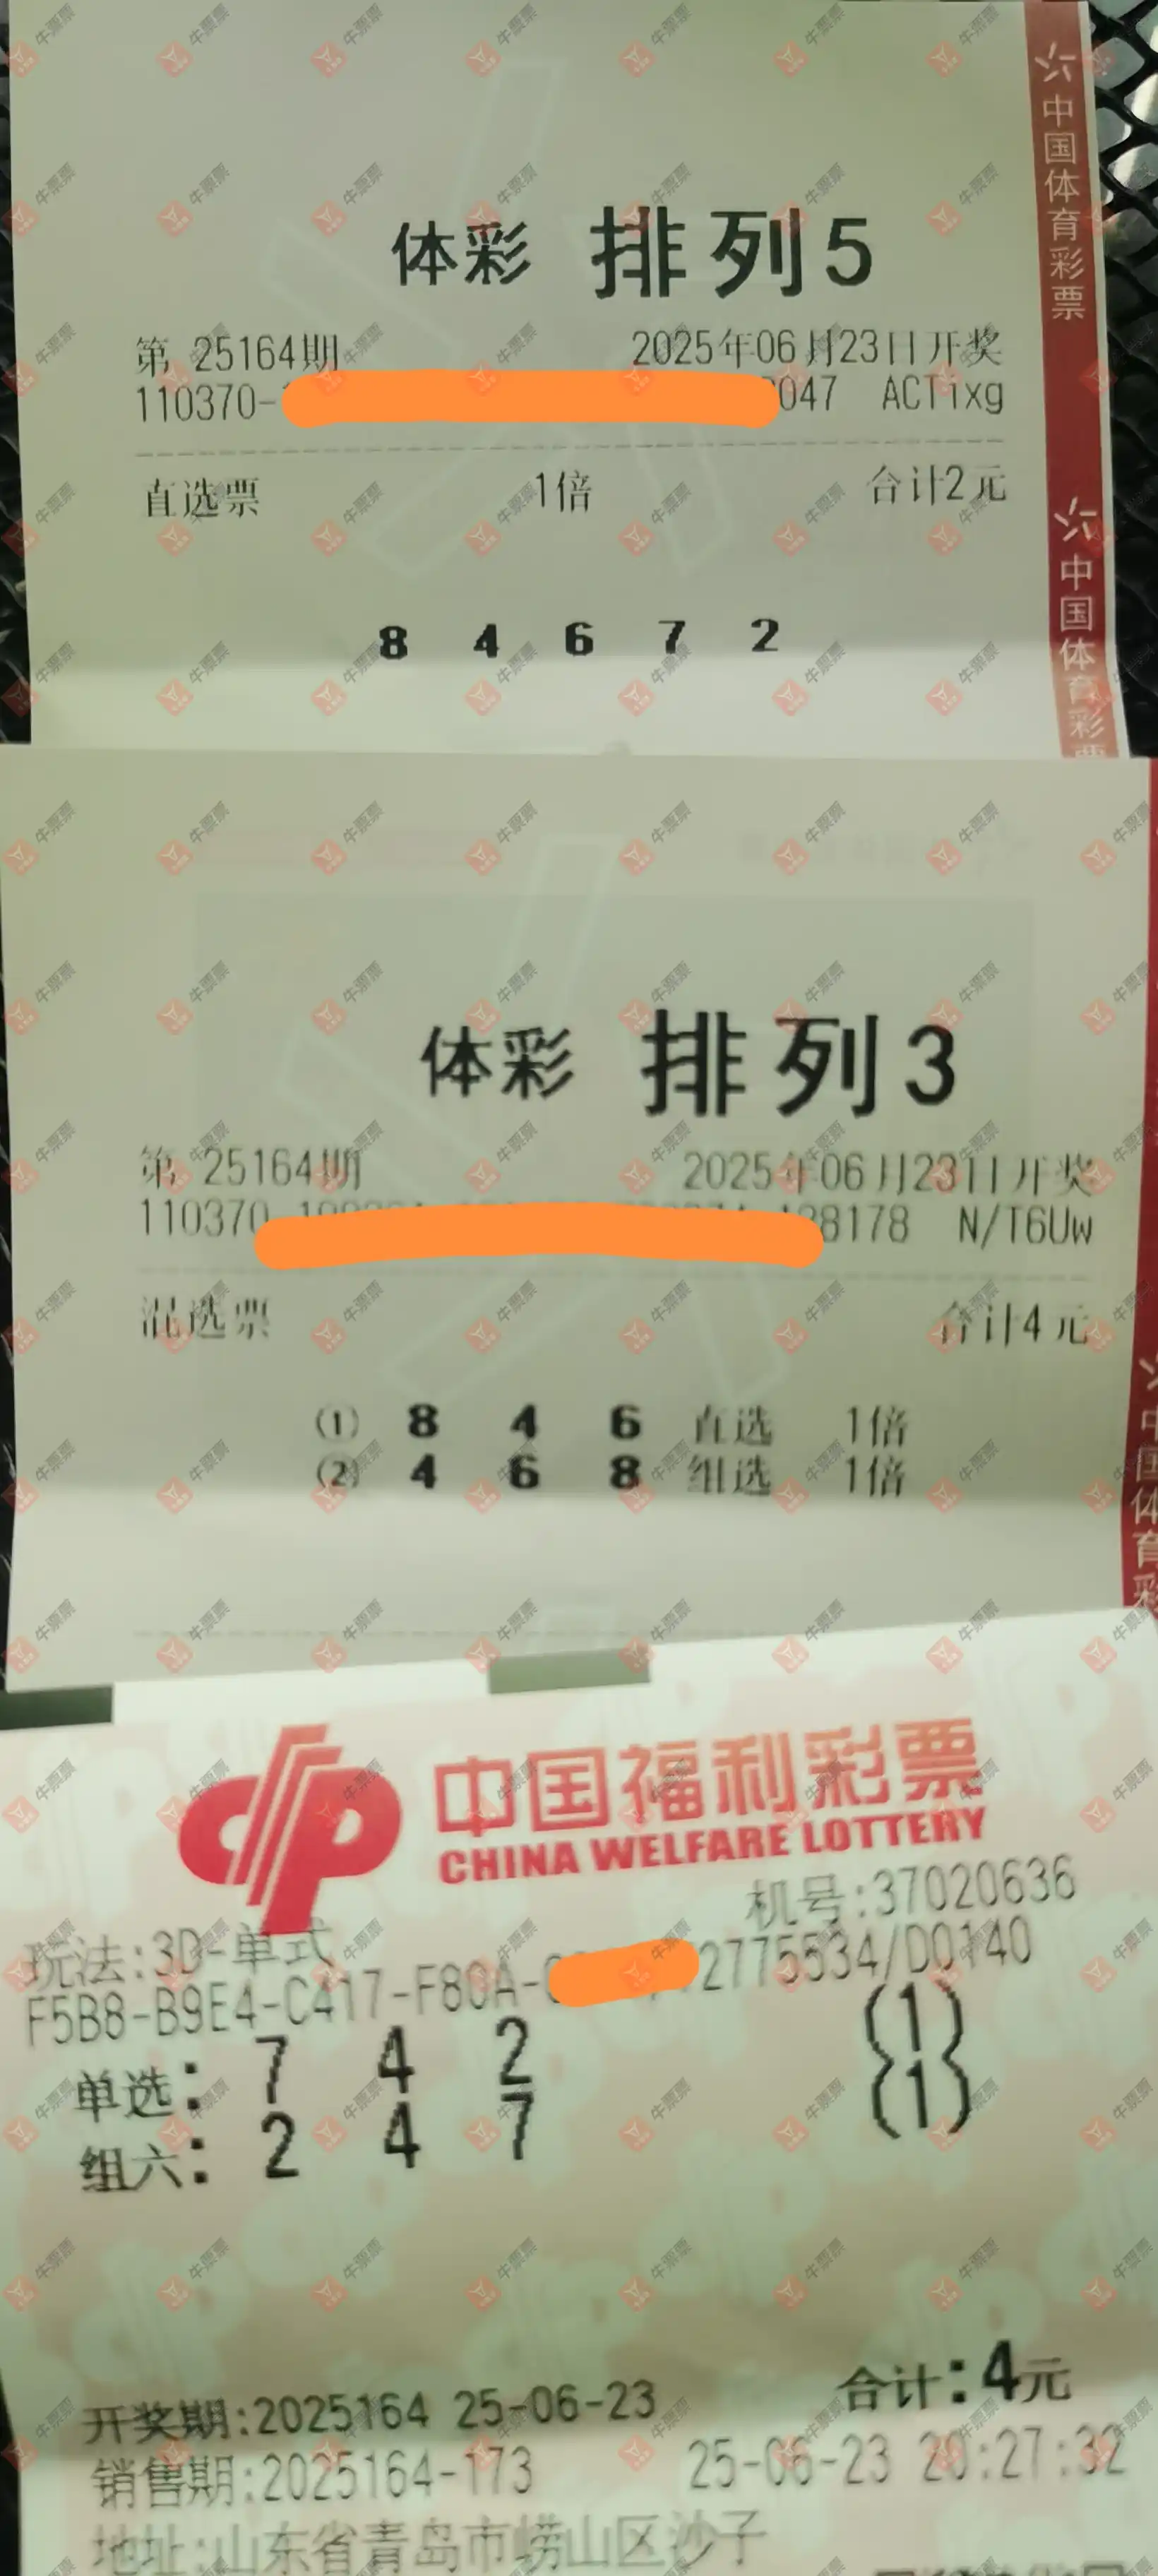 体彩 排列5
第 25164期 2025年06月23日开奖
110370- 047 ACTixg
直选票 1倍 合计2元
8 4 6 7 2
中国体育彩票
中国体育彩
体彩 排列3
第 25164期 2025年06月23日开奖
110370 38178 N/T6Uw
混选票 合计4元
(1) 8 4 6 直选 1倍
(2) 4 6 8 组选 1倍
中国体育彩
中国福利彩票
CHINA WELFARE LOTTERY
机号:37020636
玩法:3D-单式
F5B8-B9E4-C417-F80A- 2775534/D0140
单选: 7 4 2 (1)
组六: 2 4 7 (1)
合计:4元
开奖期:2025164 25-06-23
销售期:2025164-173 25-06-23 20:27:32
地址:山东省青岛市崂山区沙子
牛票票